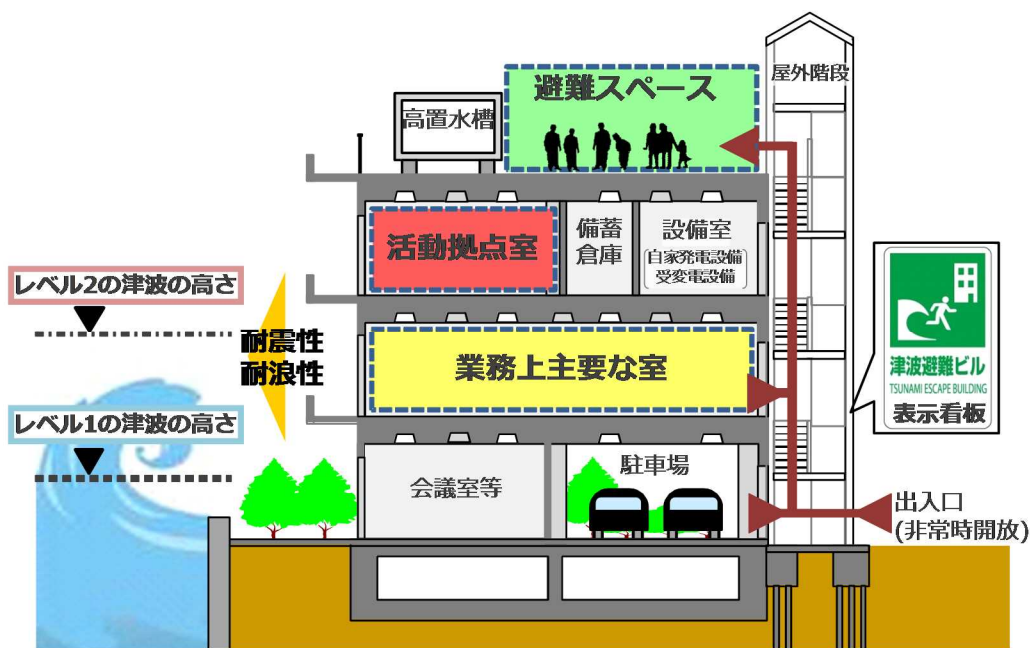 屋外階段
避難スペース
高置水槽
活動拠点室
備蓄
倉庫
設備室
自家発電設備
受変電設備
レベル2の津波の高さ
耐震性
耐浪性
業務上主要な室
津波避難ビル
TSUNAMI ESCAPE BUILDING
表示看板
レベル1の津波の高さ
会議室等
駐車場
出入口
(非常時開放)